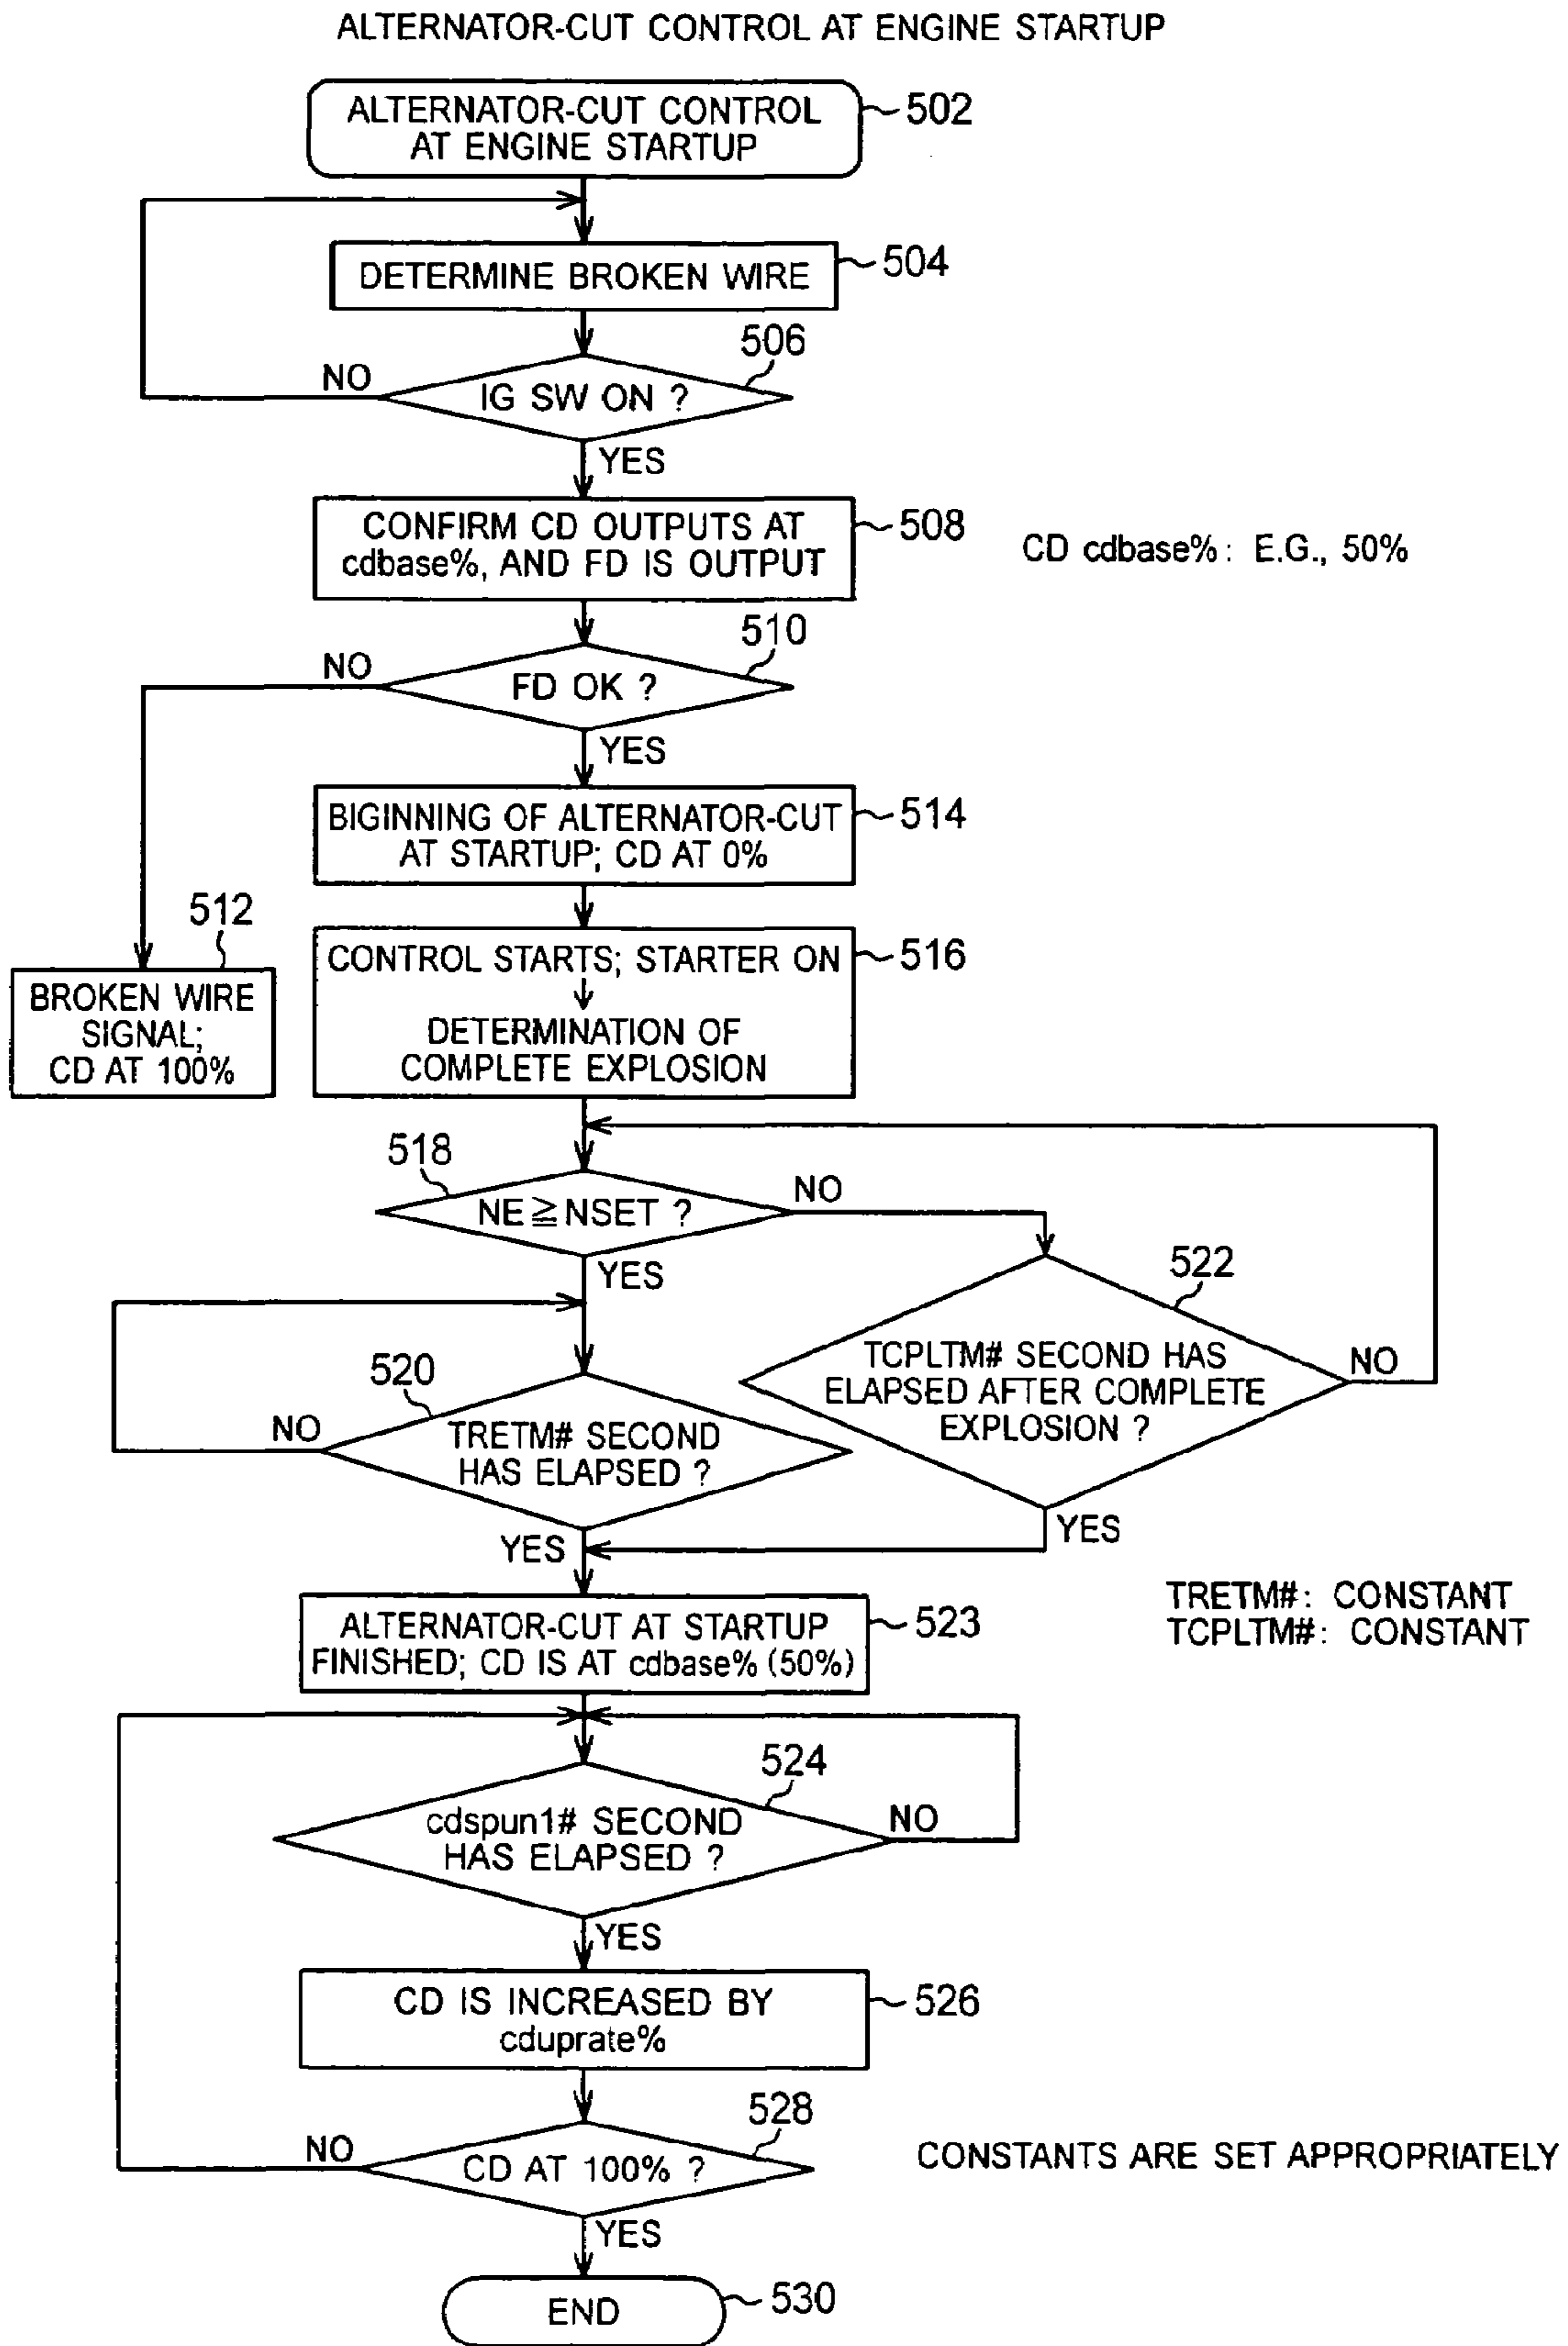 ALTERNATOR-CUT CONTROL AT ENGINE STARTUP
ALTERNATOR-CUT CONTROL
AT ENGINE STARTUP
502
DETERMINE BROKEN WIRE
504
506
NO
IG SW ON ?
YES
CONFIRM CD OUTPUTS AT
cdbase%, AND FD IS OUTPUT
508
CD cdbase%: E.G., 50%
510
NO
FD OK ?
YES
BIGINNING OF ALTERNATOR-CUT
AT STARTUP; CD AT 0%
514
512
BROKEN WIRE
SIGNAL;
CD AT 100%
CONTROL STARTS; STARTER ON
DETERMINATION OF
COMPLETE EXPLOSION
516
518
NE≧NSET ?
NO
YES
522
TCPLTM# SECOND HAS
ELAPSED AFTER COMPLETE
EXPLOSION ?
NO
YES
520
NO
TRETM# SECOND
HAS ELAPSED ?
YES
ALTERNATOR-CUT AT STARTUP
FINISHED; CD IS AT cdbase% (50%)
523
TRETM#: CONSTANT
TCPLTM#: CONSTANT
524
cdspun1# SECOND
HAS ELAPSED ?
NO
YES
CD IS INCREASED BY
cduprate%
526
528
NO
CD AT 100% ?
YES
CONSTANTS ARE SET APPROPRIATELY
END
530